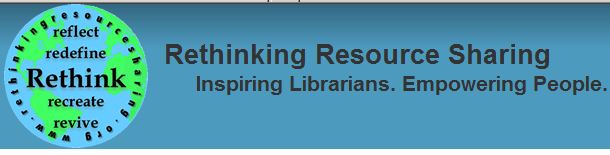 www.rethinkingresourcesharing.org
reflect
redefine
Rethink
recreate
revive
Rethinking Resource Sharing
Inspiring Librarians. Empowering People.